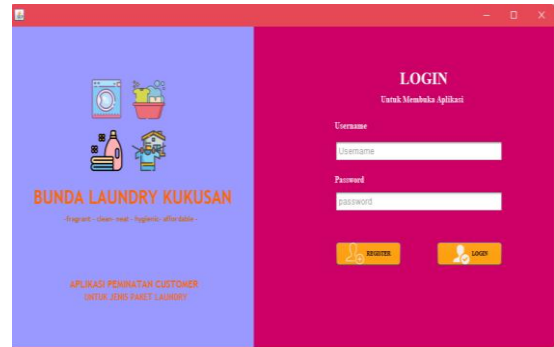 BUNDA LAUNDRY KUKUSAN
-fragrant - clean- neat - hygienic- affordable-
APLIKASI PEMINATAN CUSTOMER
UNTUK JENIS PAKET LAUNDRY
LOGIN
Untuk Membuka Aplikasi
Username
Username
Password
password
REGISTER
LOGIN